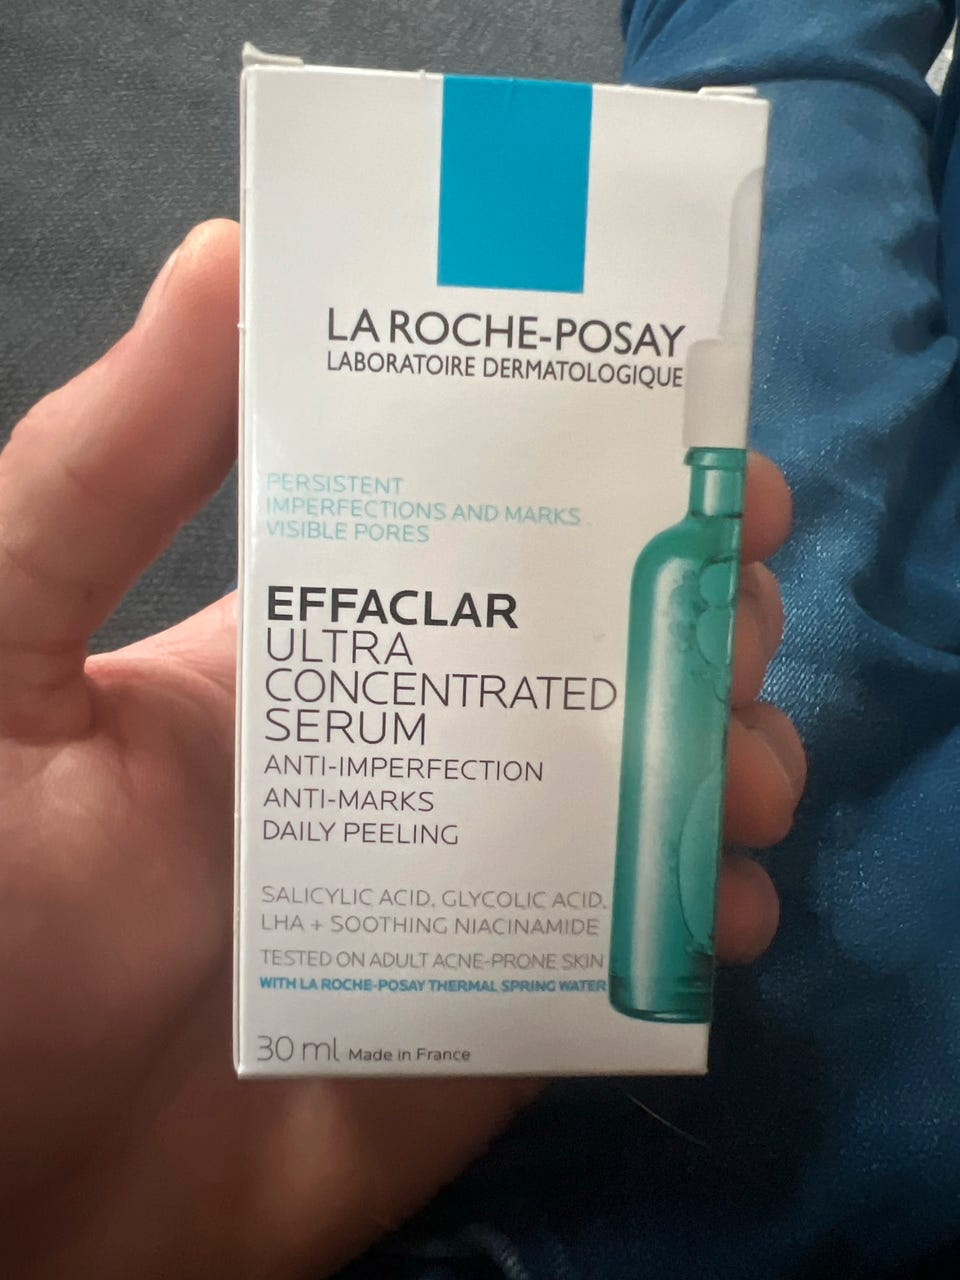 LA ROCHE-POSAY
LABORATOIRE DERMATOLOGIQUE
PERSISTENT
IMPERFECTIONS AND MARKS
VISIBLE PORES
EFFACLAR
ULTRA
CONCENTRATED
SERUM
ANTI-IMPERFECTION
ANTI-MARKS
DAILY PEELING
SALICYLIC ACID, GLYCOLIC ACID,
LHA + SOOTHING NIACINAMIDE
TESTED ON ADULT ACNE-PRONE SKIN
WITH LA ROCHE-POSAY THERMAL SPRING WATER
30 ml Made in France